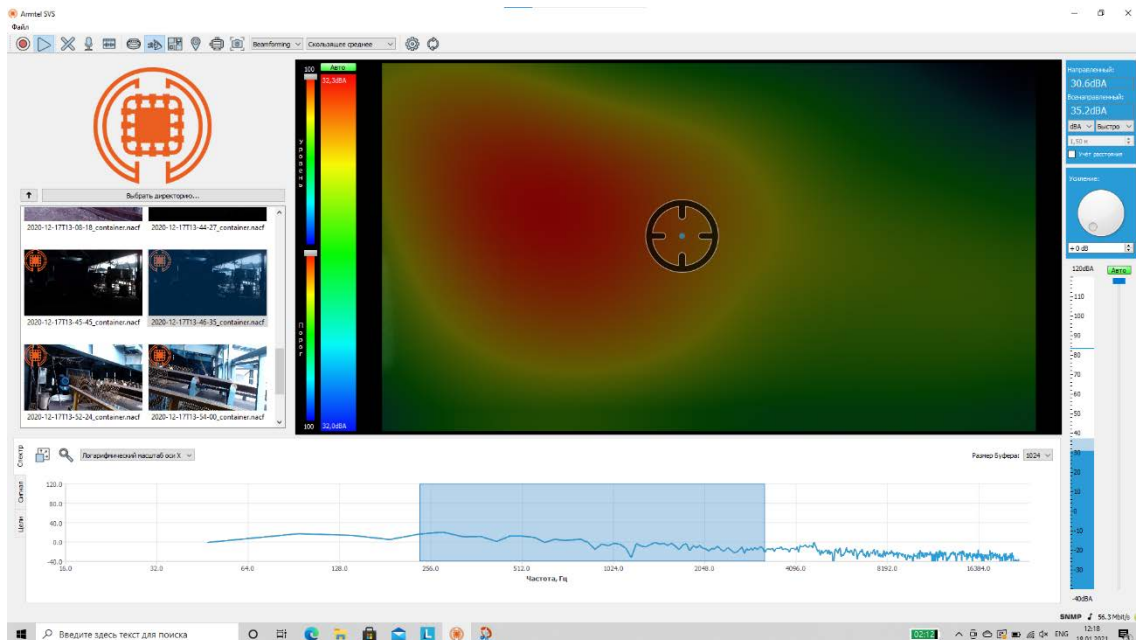 Armtel SVS
Файл
Beamforming
Скользящее среднее
Выбрать директорию...
2020-12-17T13-08-18_container.nacf
2020-12-17T13-44-27_container.nacf
2020-12-17T13-45-45_container.nacf
2020-12-17T13-46-35_container.nacf
2020-12-17T13-52-24_container.nacf
2020-12-17T13-54-00_container.nacf
100
Авто
32,3dBA
Уровень
Порог
100
32,0dBA
Направленный:
30.6dBA
Всенаправленный:
35.2dBA
dBA
Быстро
1,50 м
Учёт расстояния
Усиление:
+0 dB
120dBA
Авто
-110
-100
-90
-80
-70
-60
-50
-40
-30
-20
-10
-0
-10
-20
-30
-40dBA
Спектр
Сигнал
Цели
Логарифмический масштаб оси X
Размер Буфера: 1024
120.0
80.0
40.0
0.0
-40.0
16.0 32.0 64.0 128.0 256.0 512.0 1024.0 2048.0 4096.0 8192.0 16384.0
Частота, Гц
SNMP 56.3 Mbit/s
Введите здесь текст для поиска
02:12
ENG
12:18
18.01.2021